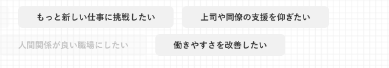 もっと新しい仕事に挑戦したい
上司や同僚の支援を仰ぎたい
人間関係が良い職場にしたい
働きやすさを改善したい